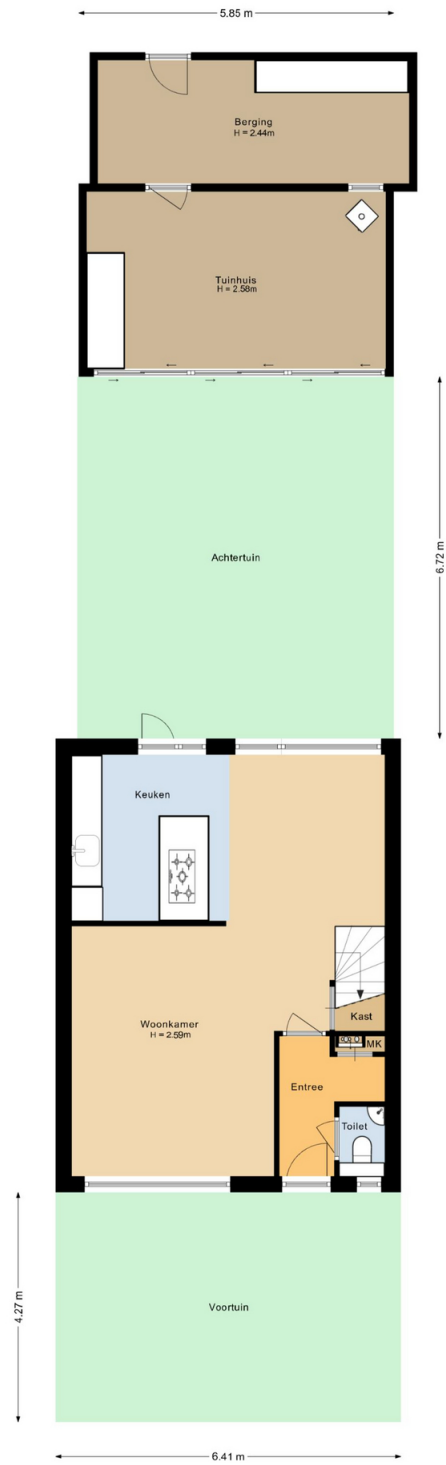 5.85 m
Berging
H = 2.44m
Tuinhuis
H = 2.58m
Achtertuin
6.72 m
Keuken
Woonkamer
H = 2.59m
Kast
MK
Entree
Toilet
4.27 m
Voortuin
6.41 m